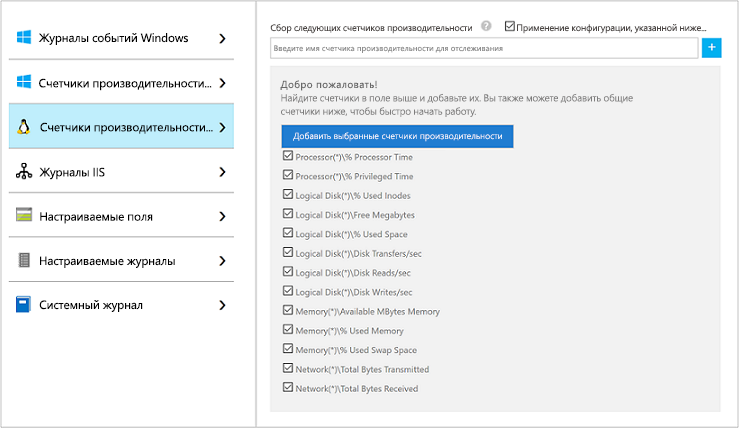 Журналы событий Windows
Счетчики производительности...
Счетчики производительности...
Журналы IIS
Настраиваемые поля
Настраиваемые журналы
Системный журнал
Сбор следующих счетчиков производительности ? Применение конфигурации, указанной ниже...
Введите имя счетчика производительности для отслеживания +
Добро пожаловать!
Найдите счетчики в поле выше и добавьте их. Вы также можете добавить общие
счетчики ниже, чтобы быстро начать работу.
Добавить выбранные счетчики производительности
Processor(*)\% Processor Time
Processor(*)\% Privileged Time
Logical Disk(*)\% Used Inodes
Logical Disk(*)\Free Megabytes
Logical Disk(*)\% Used Space
Logical Disk(*)\Disk Transfers/sec
Logical Disk(*)\Disk Reads/sec
Logical Disk(*)\Disk Writes/sec
Memory(*)\Available MBytes Memory
Memory(*)\% Used Memory
Memory(*)\% Used Swap Space
Network(*)\Total Bytes Transmitted
Network(*)\Total Bytes Received